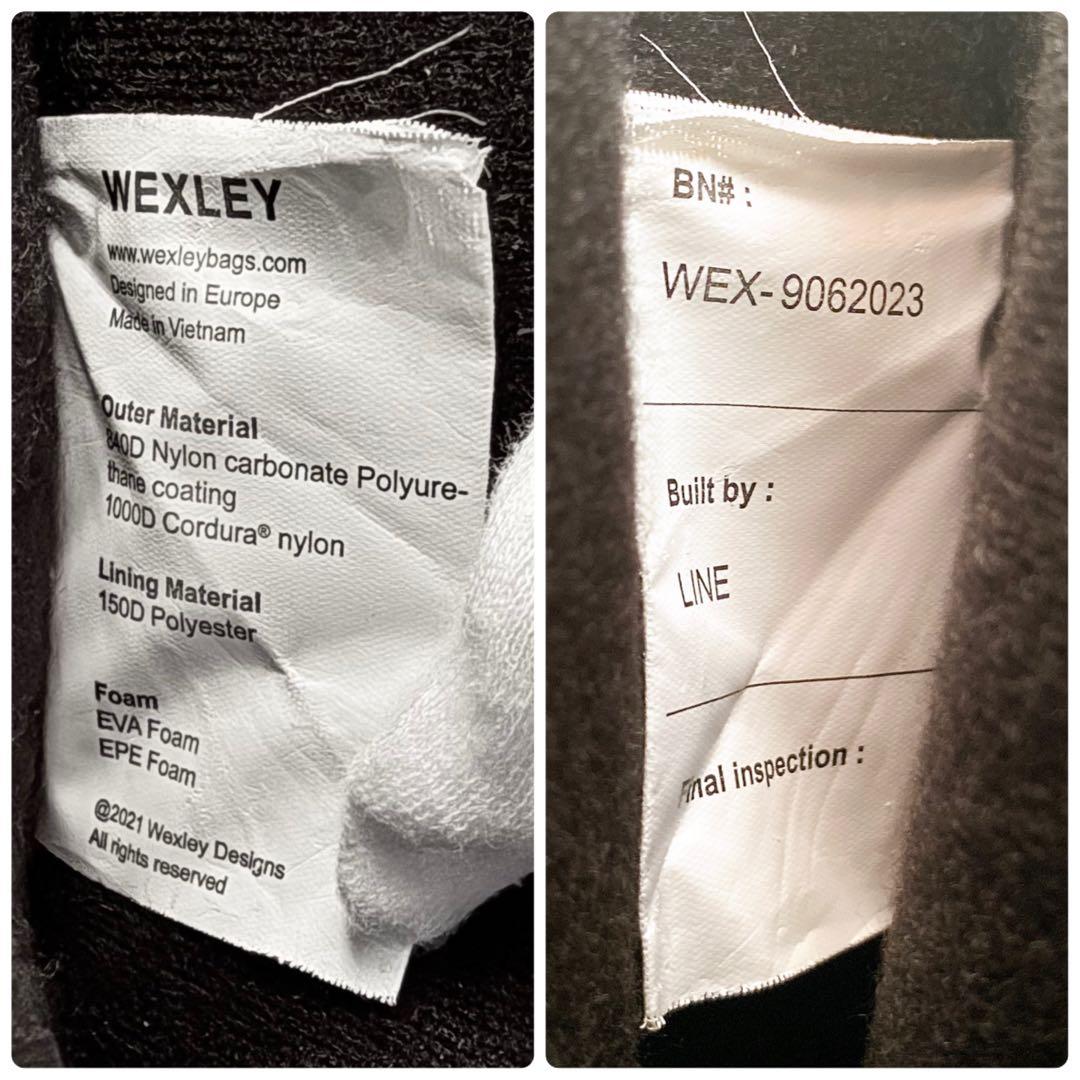 WEXLEY
www.wexleybags.com
Designed in Europe
Made in Vietnam
Outer Material
840D Nylon carbonate Polyure-
thane coating
1000D Cordura® nylon
Lining Material
150D Polyester
Foam
EVA Foam
EPE Foam
@2021 Wexley Designs
All rights reserved
BN# :
WEX- 9062023
Built by :
LINE
Final inspection :